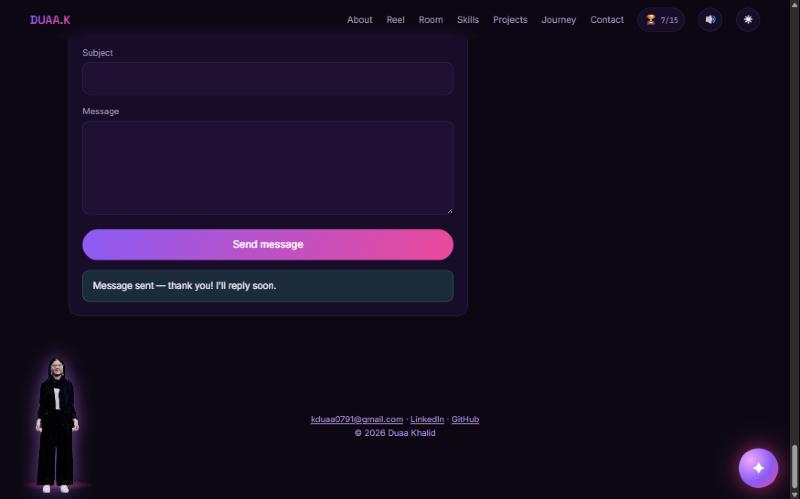 DUAA.K
About Reel Room Skills Projects Journey Contact 🏆 7/15
Subject
Message
Send message
Message sent — thank you! I'll reply soon.
kduaa0791@gmail.com · LinkedIn · GitHub
© 2026 Duaa Khalid